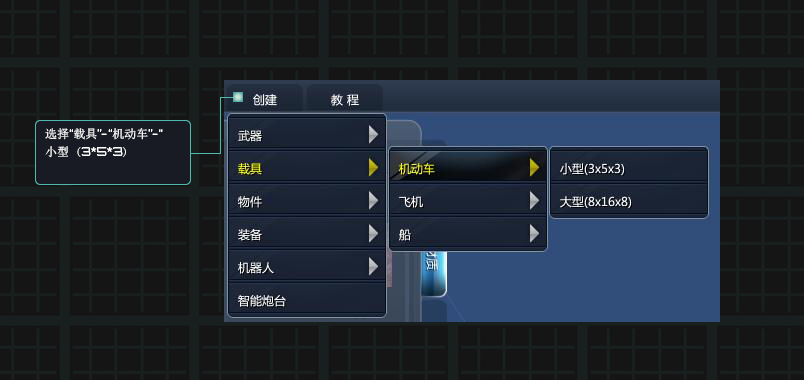 创建
教 程
选择“载具”-“机动车”-“
小型（3*5*3）
武器
载具
机动车
小型(3x5x3)
物件
飞机
大型(8x16x8)
装备
船
机器人
智能炮台
材质